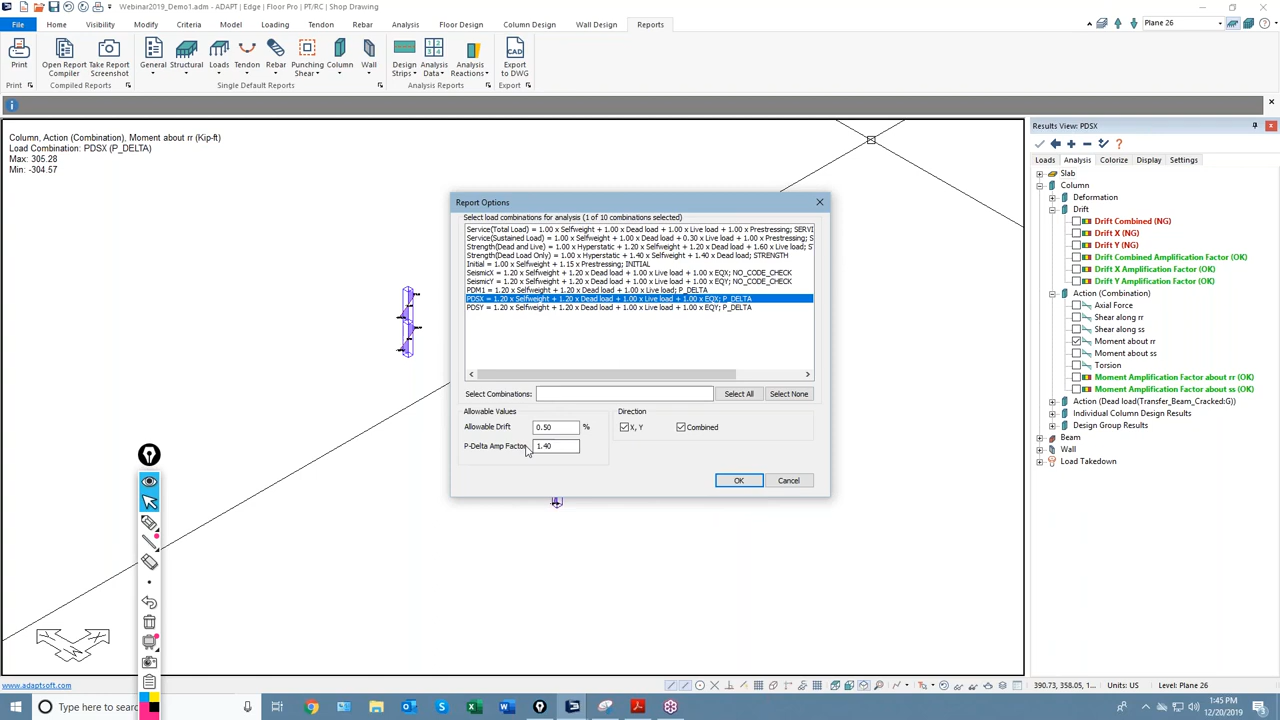 Webinar2019_Demo1.adm - ADAPT | Edge | Floor Pro | PT/RC | Shop Drawing
File Home Visibility Modify Criteria Model Loading Tendon Rebar Analysis Floor Design Column Design Wall Design Reports
Plane 26
Print Open Report Compiler Take Report Screenshot General Structural Loads Tendon Rebar Punching Shear Column Wall Design Strips Analysis Data Analysis Reactions Export to DWG
Print Compiled Reports Single Default Reports Analysis Reports Export
Column, Action (Combination), Moment about rr (Kip-ft)
Load Combination: PDSX (P_DELTA)
Max: 305.28
Min: -304.57
Report Options
Select load combinations for analysis (1 of 10 combinations selected)
Service(Total Load) = 1.00 x Selfweight + 1.00 x Dead load + 1.00 x Live load + 1.00 x Prestressing; SERVI
Service(Sustained Load) = 1.00 x Selfweight + 1.00 x Dead load + 0.30 x Live load + 1.00 x Prestressing; S
Strength(Dead and Live) = 1.00 x Hyperstatic + 1.20 x Selfweight + 1.20 x Dead load + 1.60 x Live load; S
Strength(Dead Load Only) = 1.00 x Hyperstatic + 1.40 x Selfweight + 1.40 x Dead load; STRENGTH
Initial = 1.00 x Selfweight + 1.15 x Prestressing; INITIAL
SeismicX = 1.20 x Selfweight + 1.20 x Dead load + 1.00 x Live load + 1.00 x EQX; NO_CODE_CHECK
SeismicY = 1.20 x Selfweight + 1.20 x Dead load + 1.00 x Live load + 1.00 x EQY; NO_CODE_CHECK
PDM1 = 1.20 x Selfweight + 1.20 x Dead load + 1.00 x Live load; P_DELTA
PDSX = 1.20 x Selfweight + 1.20 x Dead load + 1.00 x Live load + 1.00 x EQX; P_DELTA
PDSY = 1.20 x Selfweight + 1.20 x Dead load + 1.00 x Live load + 1.00 x EQY; P_DELTA
Select Combinations: Select All Select None
Allowable Values Direction
Allowable Drift 0.50 % X, Y Combined
P-Delta Amp Factor 1.40
OK Cancel
Results View: PDSX
Loads Analysis Colorize Display Settings
Slab
Column
Deformation
Drift
Drift Combined (NG)
Drift X (NG)
Drift Y (NG)
Drift Combined Amplification Factor (OK)
Drift X Amplification Factor (OK)
Drift Y Amplification Factor (OK)
Action (Combination)
Axial Force
Shear along rr
Shear along ss
Moment about rr
Moment about ss
Torsion
Moment Amplification Factor about rr (OK)
Moment Amplification Factor about ss (OK)
Action (Dead load(Transfer_Beam_Cracked:G))
Individual Column Design Results
Design Group Results
Beam
Wall
Load Takedown
www.adaptsoft.com
390.73, 358.05, 1... Units: US Level: Plane 26
Type here to search
1:45 PM
12/20/2019